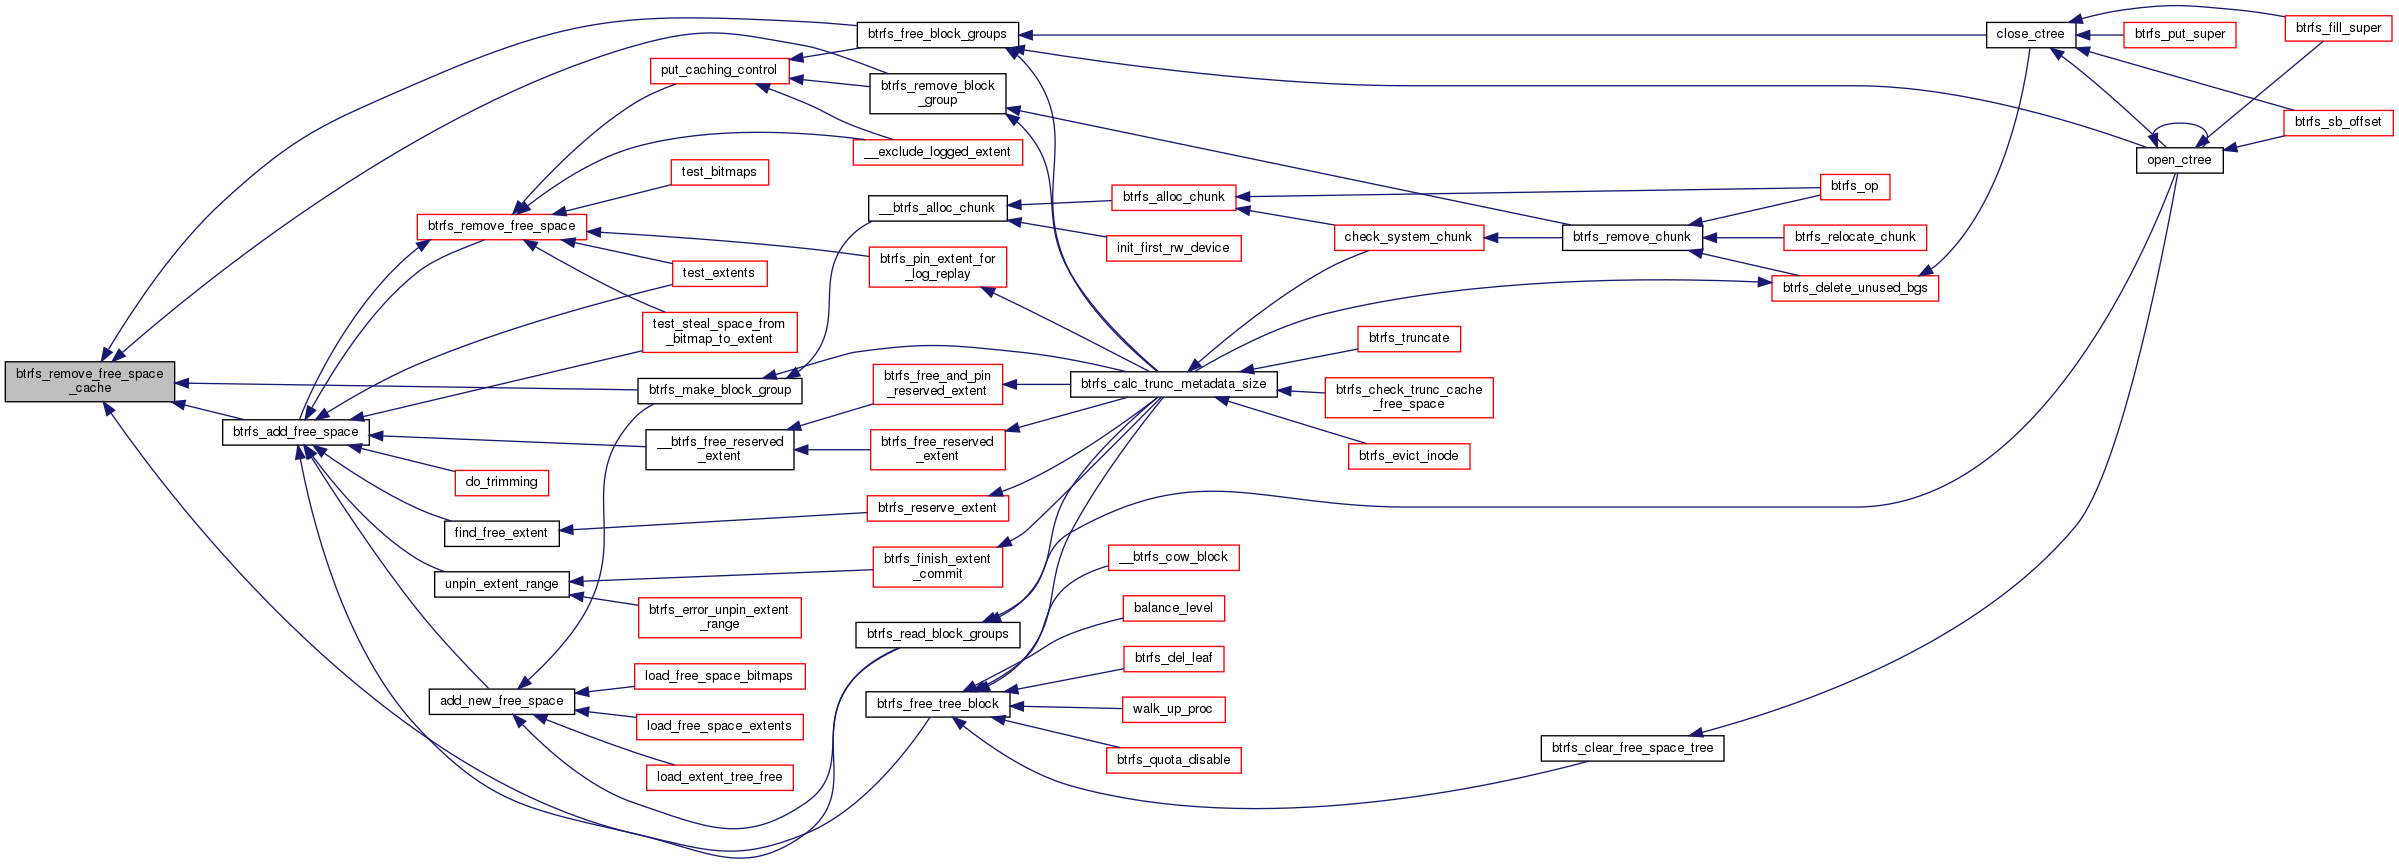 btrfs_remove_free_space
_cache
btrfs_free_block_groups
put_caching_control
btrfs_remove_block
_group
__exclude_logged_extent
test_bitmaps
btrfs_remove_free_space
test_extents
test_steal_space_from
_bitmap_to_extent
btrfs_make_block_group
btrfs_add_free_space
__btrfs_free_reserved
_extent
do_trimming
find_free_extent
unpin_extent_range
btrfs_error_unpin_extent
_range
add_new_free_space
load_free_space_bitmaps
load_free_space_extents
load_extent_tree_free
__btrfs_alloc_chunk
btrfs_pin_extent_for
_log_replay
btrfs_free_and_pin
_reserved_extent
btrfs_free_reserved
_extent
btrfs_reserve_extent
btrfs_finish_extent
_commit
btrfs_read_block_groups
btrfs_free_tree_block
btrfs_alloc_chunk
init_first_rw_device
btrfs_calc_trunc_metadata_size
__btrfs_cow_block
balance_level
btrfs_del_leaf
walk_up_proc
btrfs_quota_disable
check_system_chunk
btrfs_truncate
btrfs_check_trunc_cache
_free_space
btrfs_evict_inode
btrfs_remove_chunk
btrfs_clear_free_space_tree
btrfs_op
btrfs_relocate_chunk
btrfs_delete_unused_bgs
close_ctree
open_ctree
btrfs_put_super
btrfs_fill_super
btrfs_sb_offset